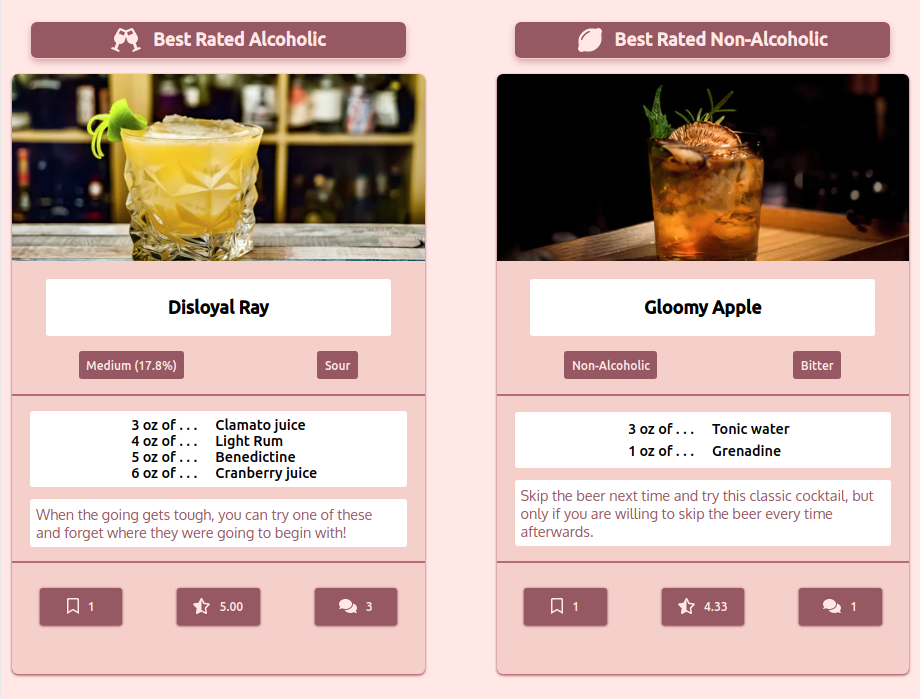 Best Rated Alcoholic
Disloyal Ray
Medium (17.8%)
Sour
3 oz of . . . Clamato juice
4 oz of . . . Light Rum
5 oz of . . . Benedictine
6 oz of . . . Cranberry juice
When the going gets tough, you can try one of these
and forget where they were going to begin with!
1
5.00
3
Best Rated Non-Alcoholic
Gloomy Apple
Non-Alcoholic
Bitter
3 oz of . . . Tonic water
1 oz of . . . Grenadine
Skip the beer next time and try this classic cocktail, but
only if you are willing to skip the beer every time
afterwards.
1
4.33
1